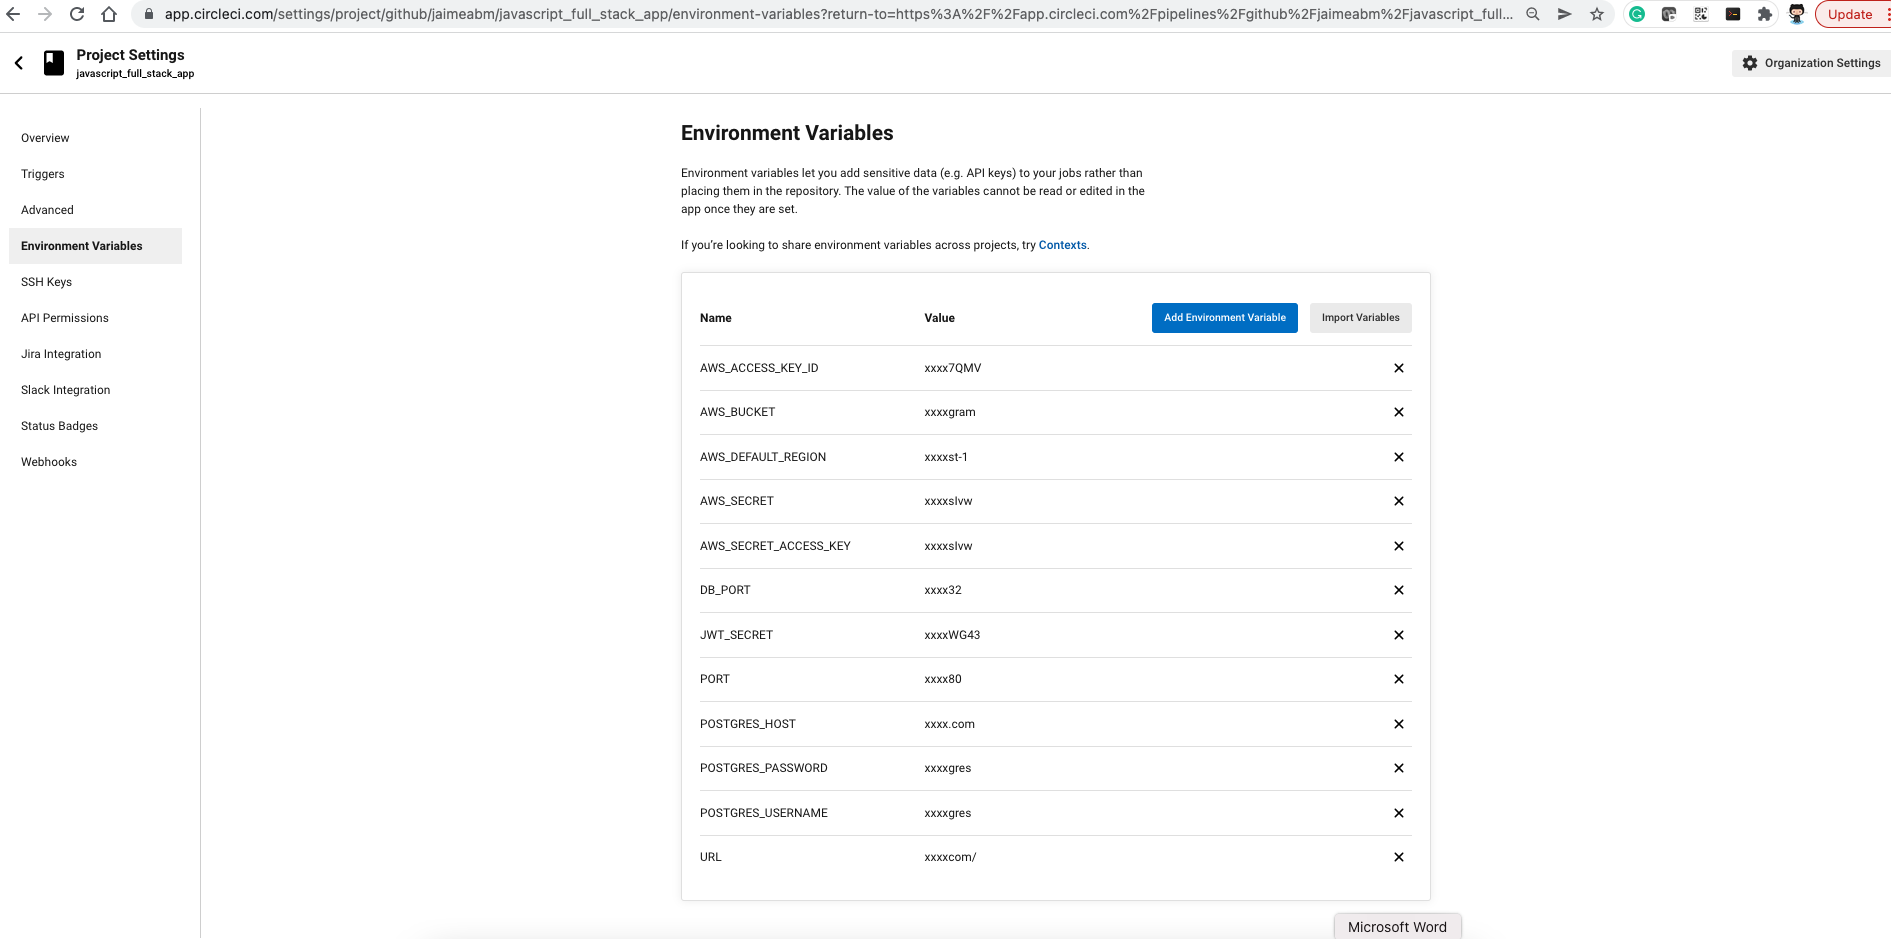 app.circleci.com/settings/project/github/jaimeabm/javascript_full_stack_app/environment-variables?return-to=https%3A%2F%2Fapp.circleci.com%2Fpipelines%2Fgithub%2Fjaimeabm%2Fjavascript_full...
Update
Project Settings
javascript_full_stack_app
Organization Settings
Overview
Triggers
Advanced
Environment Variables
SSH Keys
API Permissions
Jira Integration
Slack Integration
Status Badges
Webhooks
Environment Variables
Environment variables let you add sensitive data (e.g. API keys) to your jobs rather than
placing them in the repository. The value of the variables cannot be read or edited in the
app once they are set.
If you're looking to share environment variables across projects, try Contexts.
Name Value Add Environment Variable Import Variables
AWS_ACCESS_KEY_ID xxxx7QMV
AWS_BUCKET xxxxgram
AWS_DEFAULT_REGION xxxxst-1
AWS_SECRET xxxxslvw
AWS_SECRET_ACCESS_KEY xxxxslvw
DB_PORT xxxx32
JWT_SECRET xxxxWG43
PORT xxxx80
POSTGRES_HOST xxxx.com
POSTGRES_PASSWORD xxxxgres
POSTGRES_USERNAME xxxxgres
URL xxxxcom/
Microsoft Word